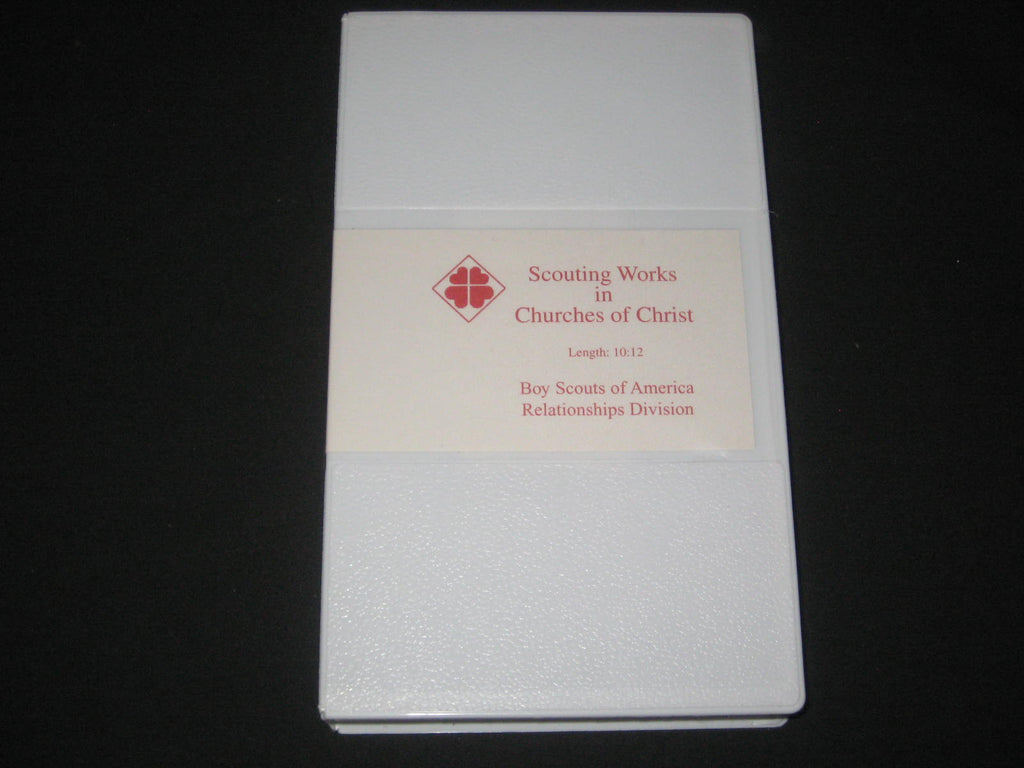 Scouting Works
in
Churches of Christ
Length: 10:12
Boy Scouts of America
Relationships Division